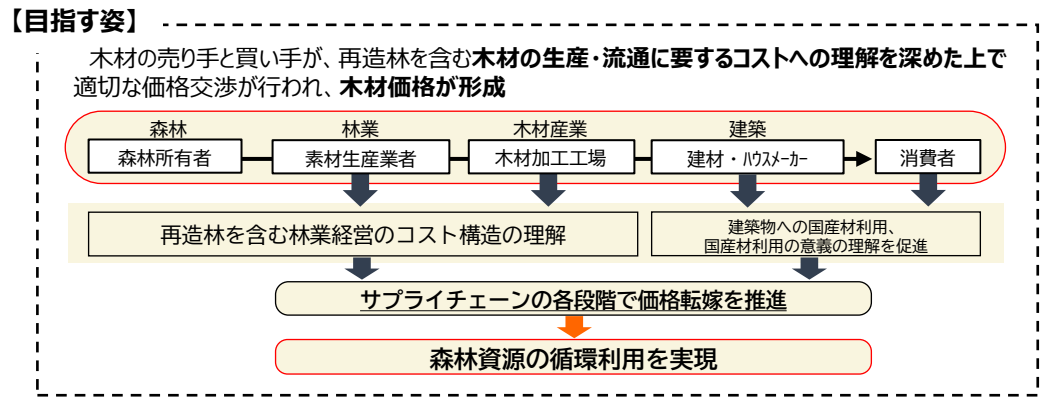 【目指す姿】
木材の売り手と買い手が、再造林を含む木材の生産・流通に要するコストへの理解を深めた上で
適切な価格交渉が行われ、木材価格が形成
森林
林業
木材産業
建築
森林所有者
素材生産業者
木材加工工場
建材・ﾊｳｽﾒｰｶｰ
消費者
再造林を含む林業経営のコスト構造の理解
建築物への国産材利用、
国産材利用の意義の理解を促進
サプライチェーンの各段階で価格転嫁を推進
森林資源の循環利用を実現